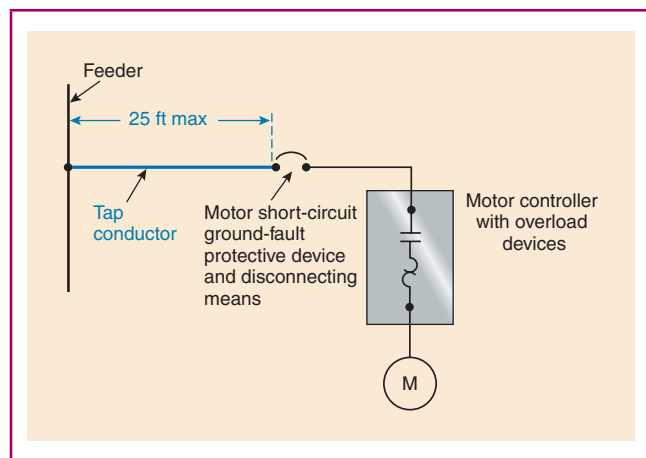 Feeder
25 ft max
Tap
conductor
Motor short-circuit
ground-fault
protective device
and disconnecting
means
Motor controller
with overload
devices
M